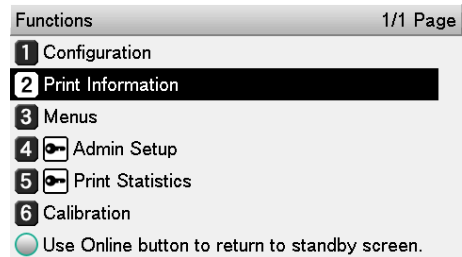 Functions 1/1 Page
1 Configuration
2 Print Information
3 Menus
4 Admin Setup
5 Print Statistics
6 Calibration
Use Online button to return to standby screen.